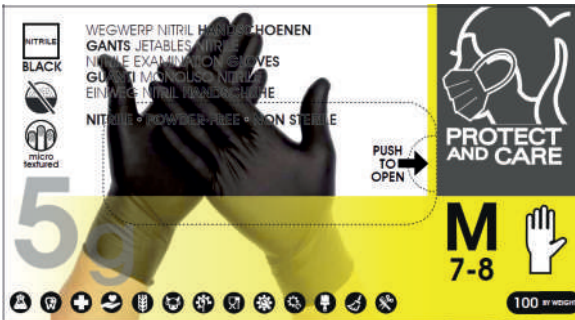 NITRILE
BLACK
micro
textured
WEGWERP NITRIL HANDSCHOENEN
GANTS JETABLES NITRILE
NITRILE EXAMINATION GLOVES
GUANTI MONOUSO NITRILE
EINWEG NITRIL HANDSCHUHE
NITRILE • POWDER-FREE • NON STERILE
PUSH
TO
OPEN
PROTECT
AND CARE
5g
M
7-8
100 BY WEIGHT